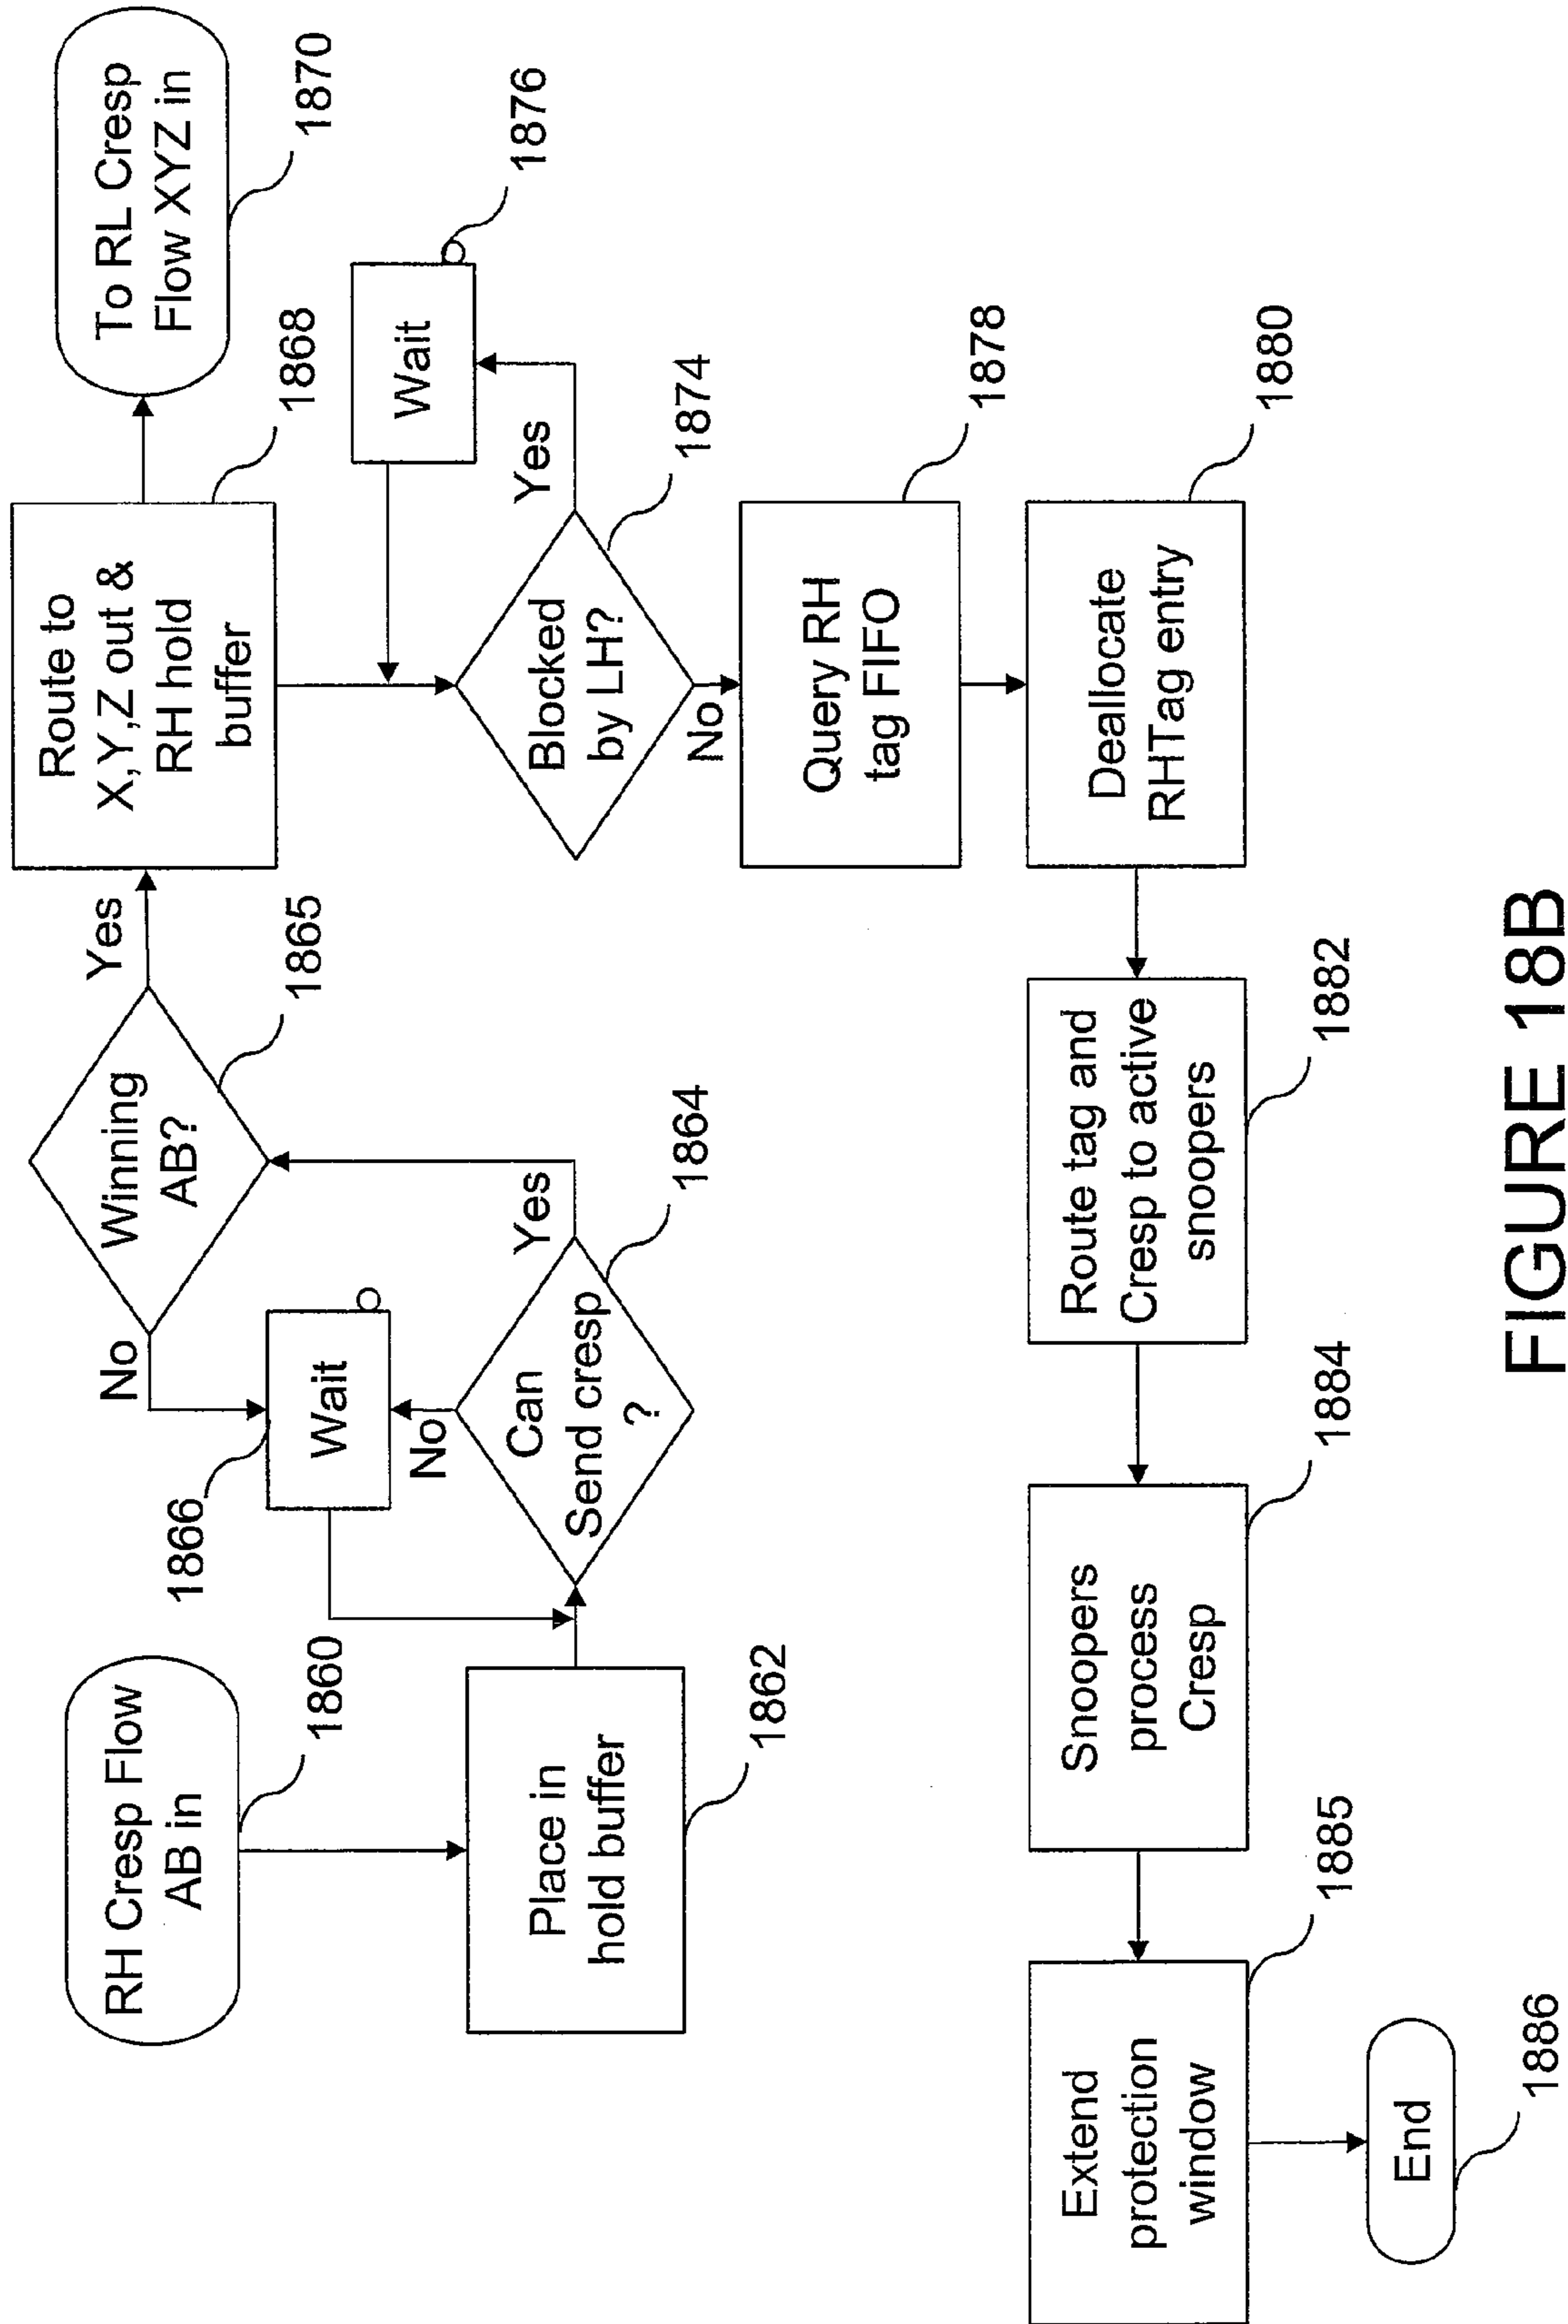 RH Cresp Flow
AB in
1860
Place in
hold buffer
1862
Can
Send cresp
?
1864
No
Yes
Wait
1866
Winning
AB?
1865
No
Yes
Route to
X,Y,Z out &
RH hold
buffer
1868
To RL Cresp
Flow XYZ in
1870
Blocked
by LH?
1874
Yes
No
Wait
1876
Query RH
tag FIFO
1878
Deallocate
RHTag entry
1880
Route tag and
Cresp to active
snoopers
1882
Snoopers
process
Cresp
1884
Extend
protection
window
1885
End
1886
FIGURE 18B